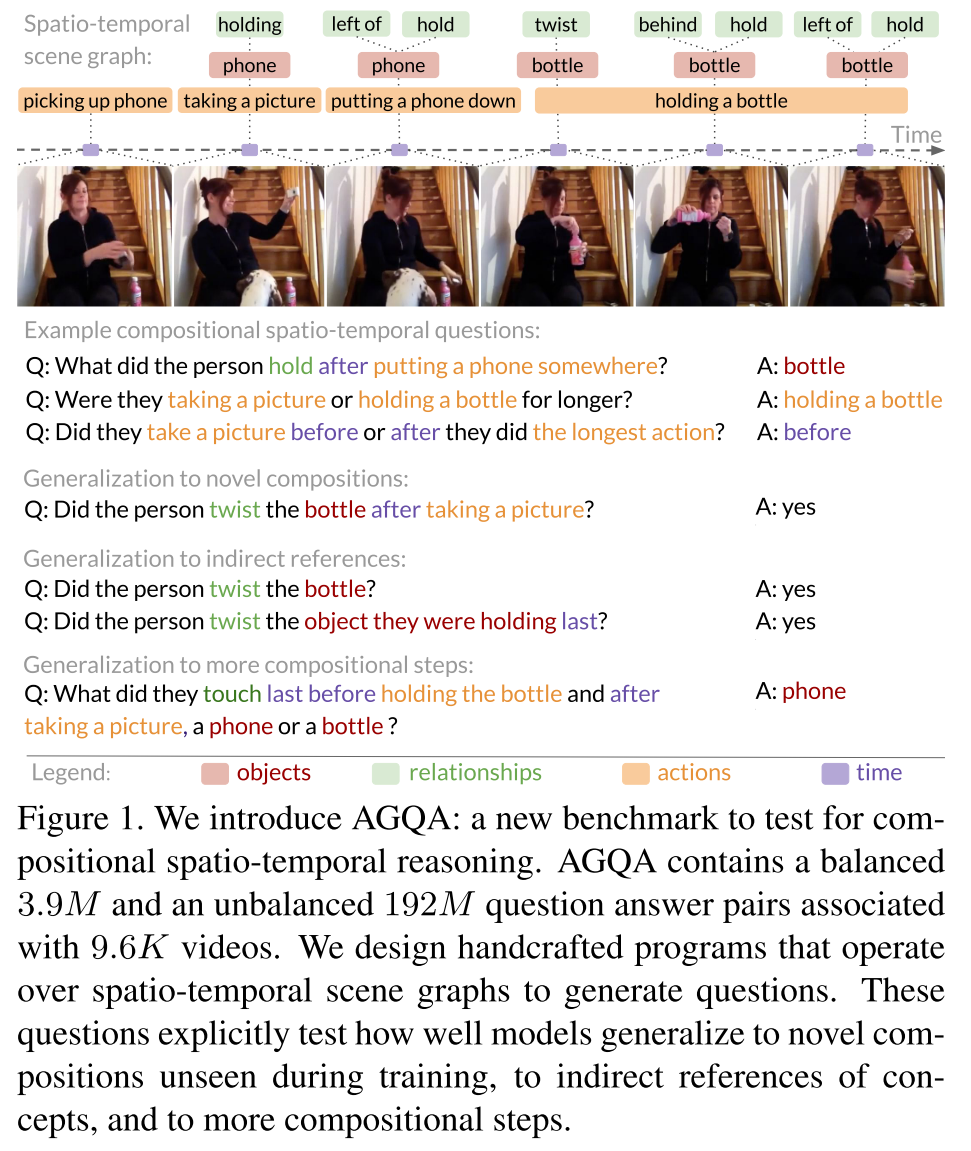 Spatio-temporal
scene graph:
holding left of hold twist behind hold left of hold
phone phone bottle bottle bottle
picking up phone taking a picture putting a phone down holding a bottle
Time
Example compositional spatio-temporal questions:
Q: What did the person hold after putting a phone somewhere? A: bottle
Q: Were they taking a picture or holding a bottle for longer? A: holding a bottle
Q: Did they take a picture before or after they did the longest action? A: before
Generalization to novel compositions:
Q: Did the person twist the bottle after taking a picture? A: yes
Generalization to indirect references:
Q: Did the person twist the bottle? A: yes
Q: Did the person twist the object they were holding last? A: yes
Generalization to more compositional steps:
Q: What did they touch last before holding the bottle and after A: phone
taking a picture, a phone or a bottle ?
Legend: objects relationships actions time
Figure 1. We introduce AGQA: a new benchmark to test for com-
positional spatio-temporal reasoning. AGQA contains a balanced
3.9M and an unbalanced 192M question answer pairs associated
with 9.6K videos. We design handcrafted programs that operate
over spatio-temporal scene graphs to generate questions. These
questions explicitly test how well models generalize to novel com-
positions unseen during training, to indirect references of con-
cepts, and to more compositional steps.